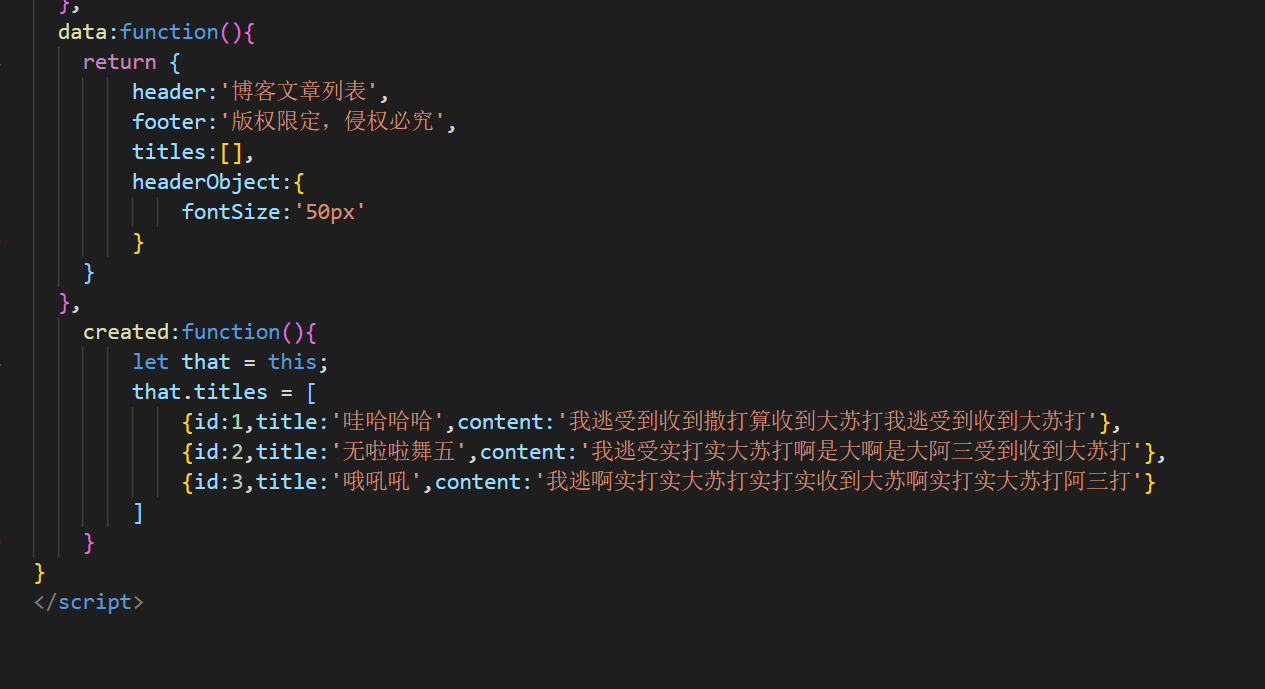 },
data:function(){
return {
header:'博客文章列表',
footer:'版权限定，侵权必究',
titles:[],
headerObject:{
fontSize:'50px'
}
}
},
created:function(){
let that = this;
that.titles = [
{id:1,title:'哇哈哈哈',content:'我逃受到收到撒打算收到大苏打我逃受到收到大苏打'},
{id:2,title:'无啦啦舞五',content:'我逃受实打实大苏打啊是大啊是大阿三受到收到大苏打'},
{id:3,title:'哦吼吼',content:'我逃啊实打实大苏打实打实收到大苏啊实打实大苏打阿三打'}
]
}
}
</script>